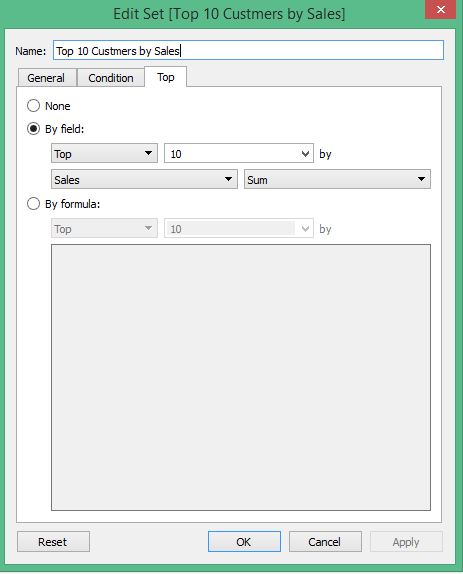 Edit Set [Top 10 Custmers by Sales]
Name: Top 10 Custmers by Sales
General Condition Top
None
By field:
Top 10 by
Sales Sum
By formula:
Top 10 by
Reset OK Cancel Apply